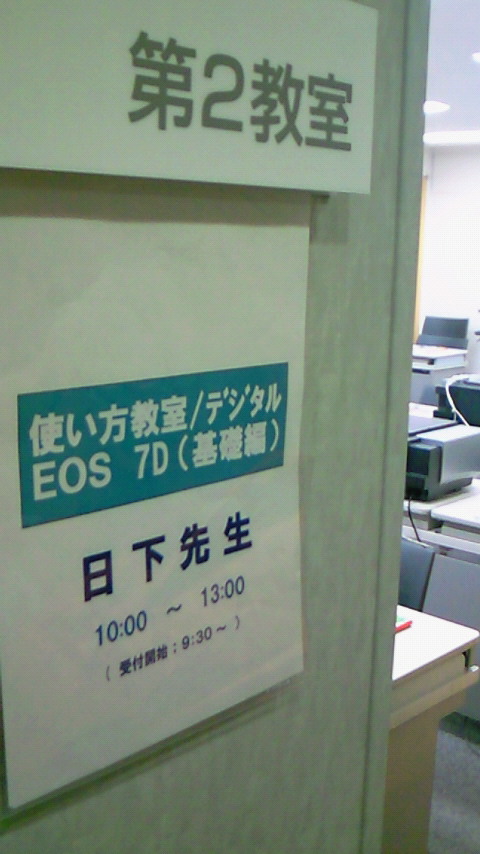 第2教室
使い方教室/デジタル
EOS 7D(基礎編)
日下先生
10:00 ～ 13:00
(受付開始:9:30～)